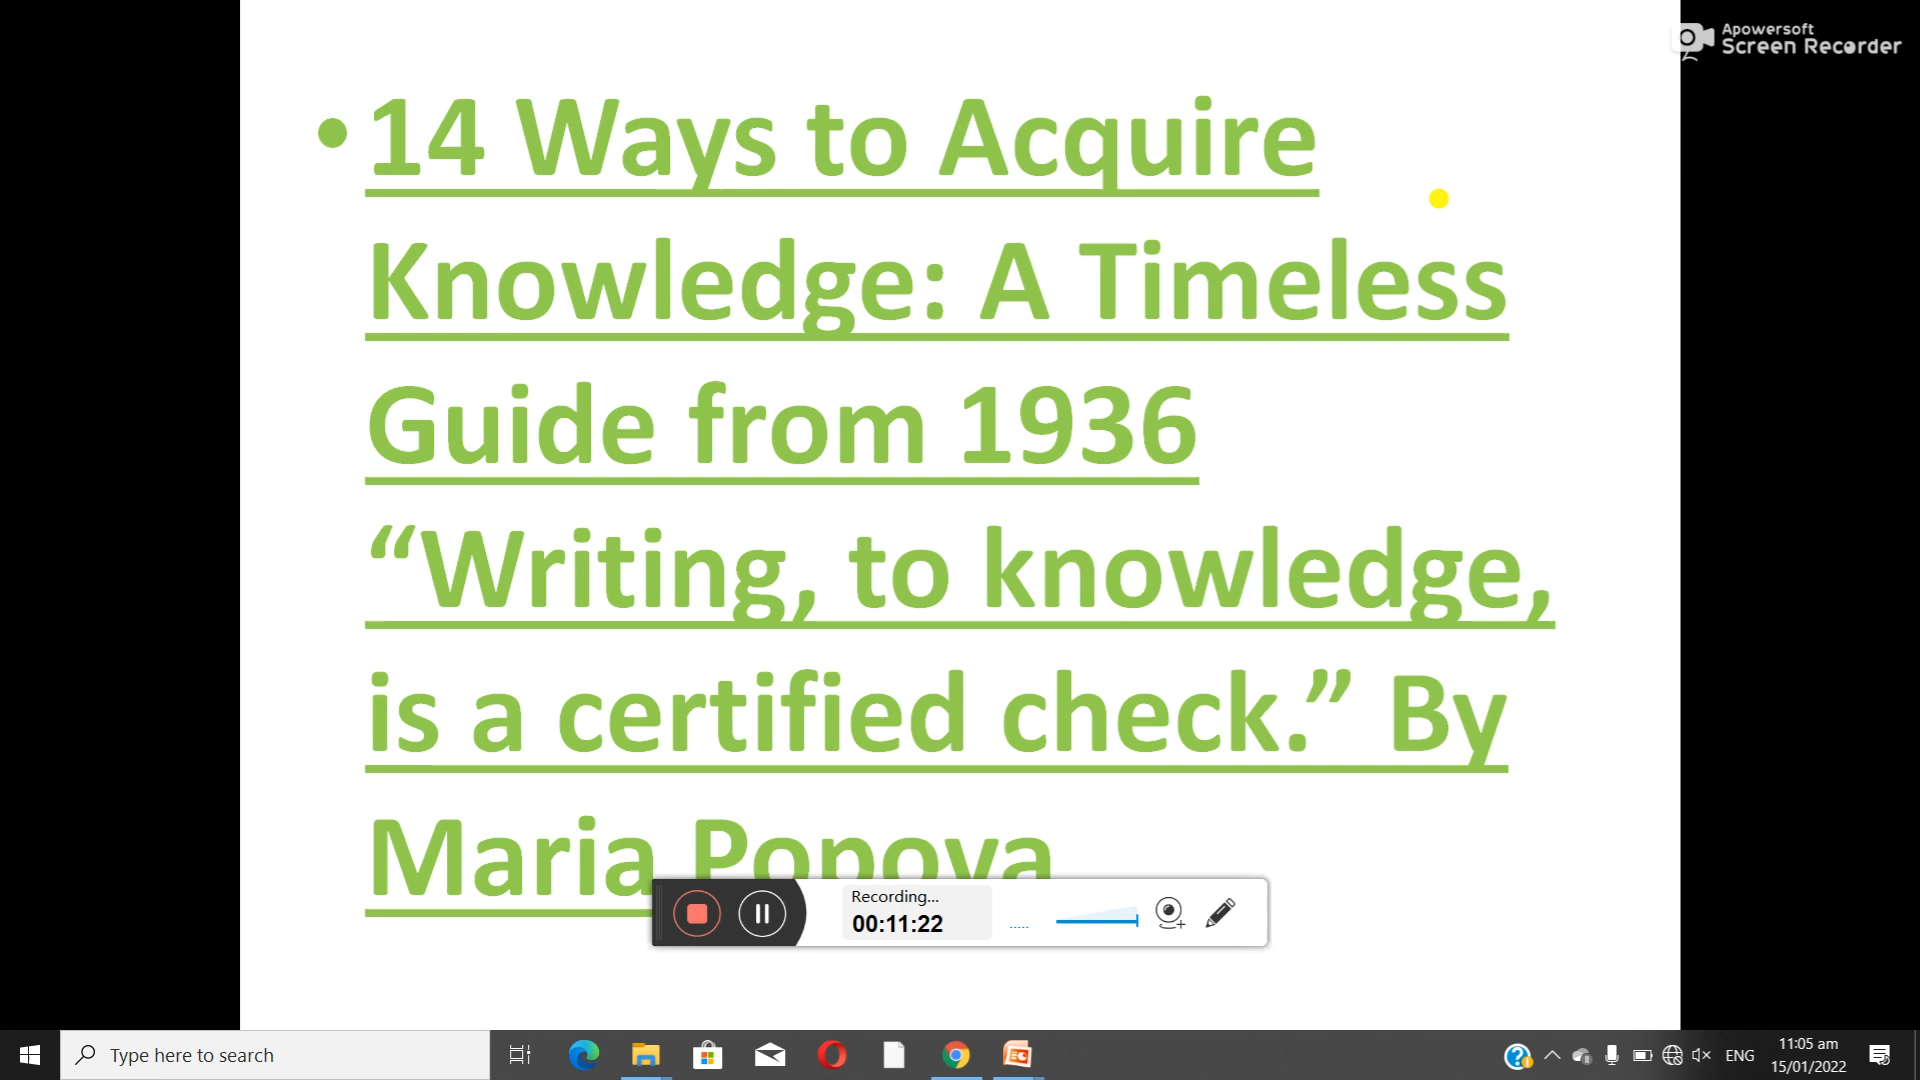 Apowersoft
Screen Recorder
• 14 Ways to Acquire
Knowledge: A Timeless
Guide from 1936
“Writing, to knowledge,
is a certified check.” By
Maria Popova
Recording...
00:11:22
Type here to search
ENG
11:05 am
15/01/2022